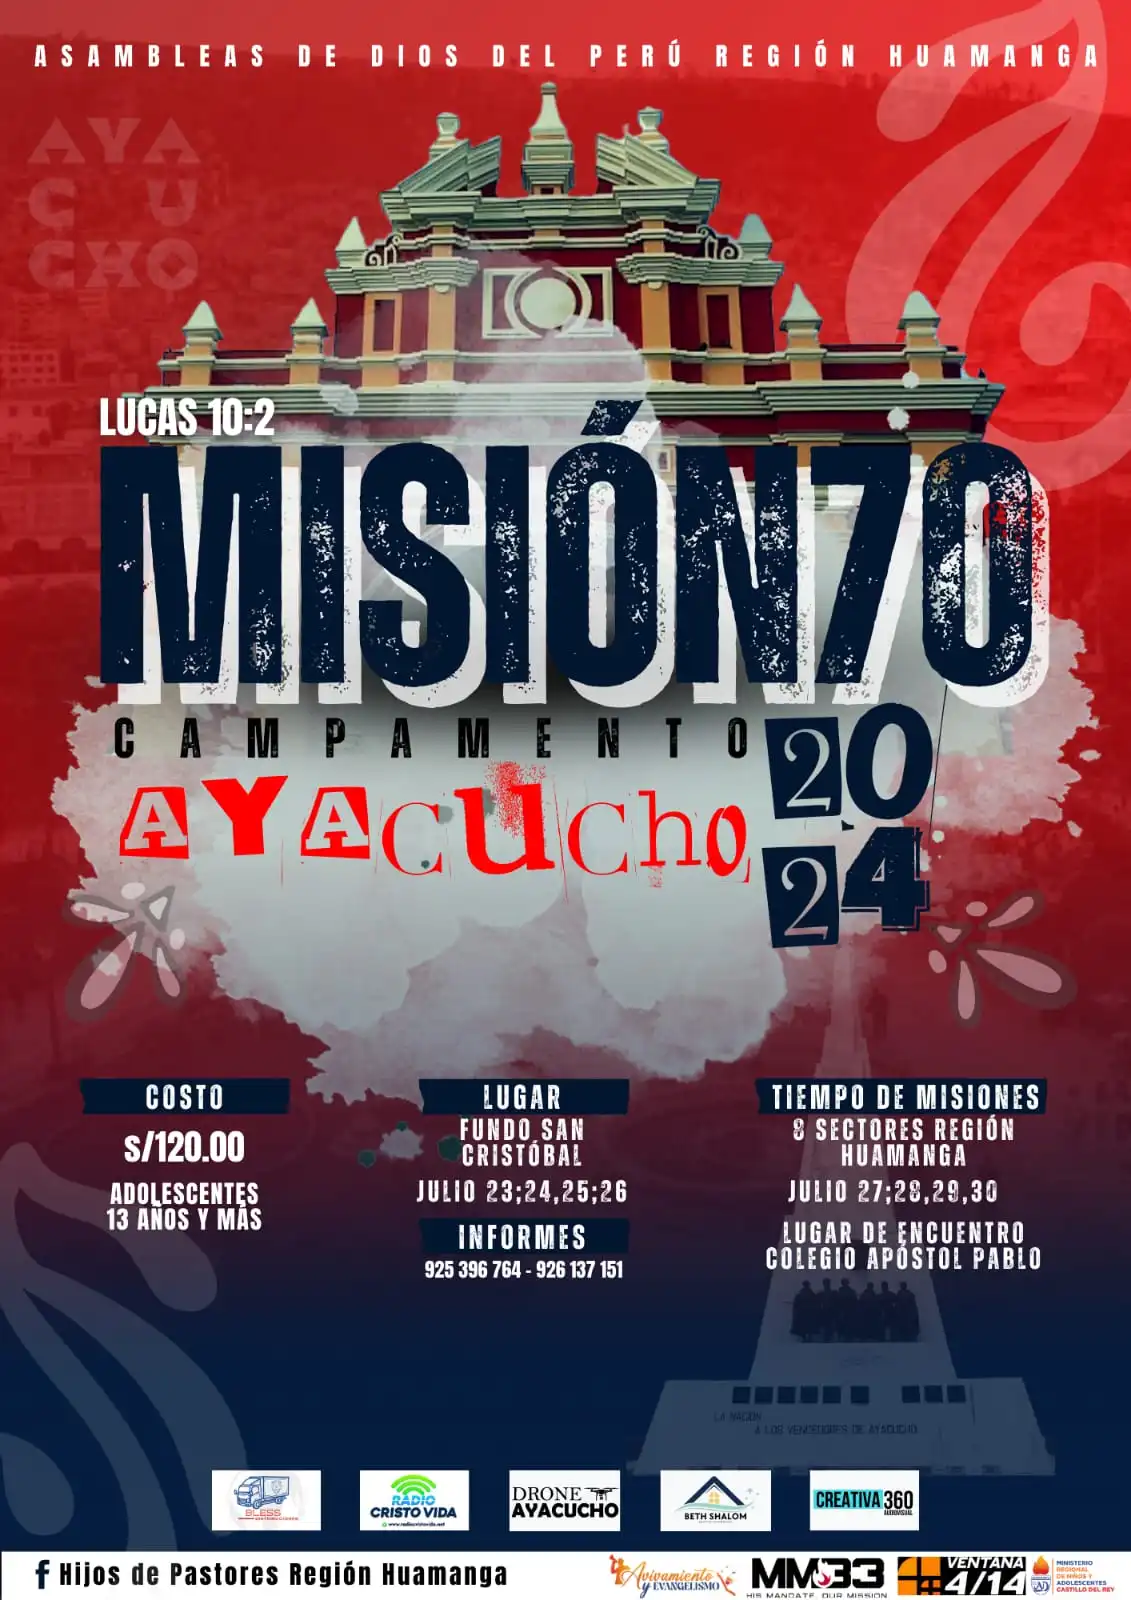 ASAMBLEAS DE DIOS DEL PERÚ REGIÓN HUAMANGA
AYA
CU
CHO
LUCAS 10:2
MISIÓN70
CAMPAMENTO
AYACUCho
20
24
COSTO
s/120.00
ADOLESCENTES
13 AÑOS Y MÁS
LUGAR
FUNDO SAN
CRISTÓBAL
JULIO 23;24,25;26
INFORMES
925 396 764 - 926 137 151
TIEMPO DE MISIONES
8 SECTORES REGIÓN
HUAMANGA
JULIO 27;28,29,30
LUGAR DE ENCUENTRO
COLEGIO APÓSTOL PABLO
LA NACIÓN
A LOS VENCEDORES DE AYACUCHO
BLESS
RADIO
CRISTO VIDA
www.radiocristovida.net
DRONE
AYACUCHO
BETH SHALOM
CREATIVA 360
AUDIOVISUAL
Hijos de Pastores Región Huamanga
Avivamiento
y EVANGELISMO
MM33
HIS MANDATE, OUR MISSION
VENTANA
4/14
AD
MINISTERIO
REGIONAL
DE NIÑOS Y
ADOLESCENTES
CASTILLO DEL REY